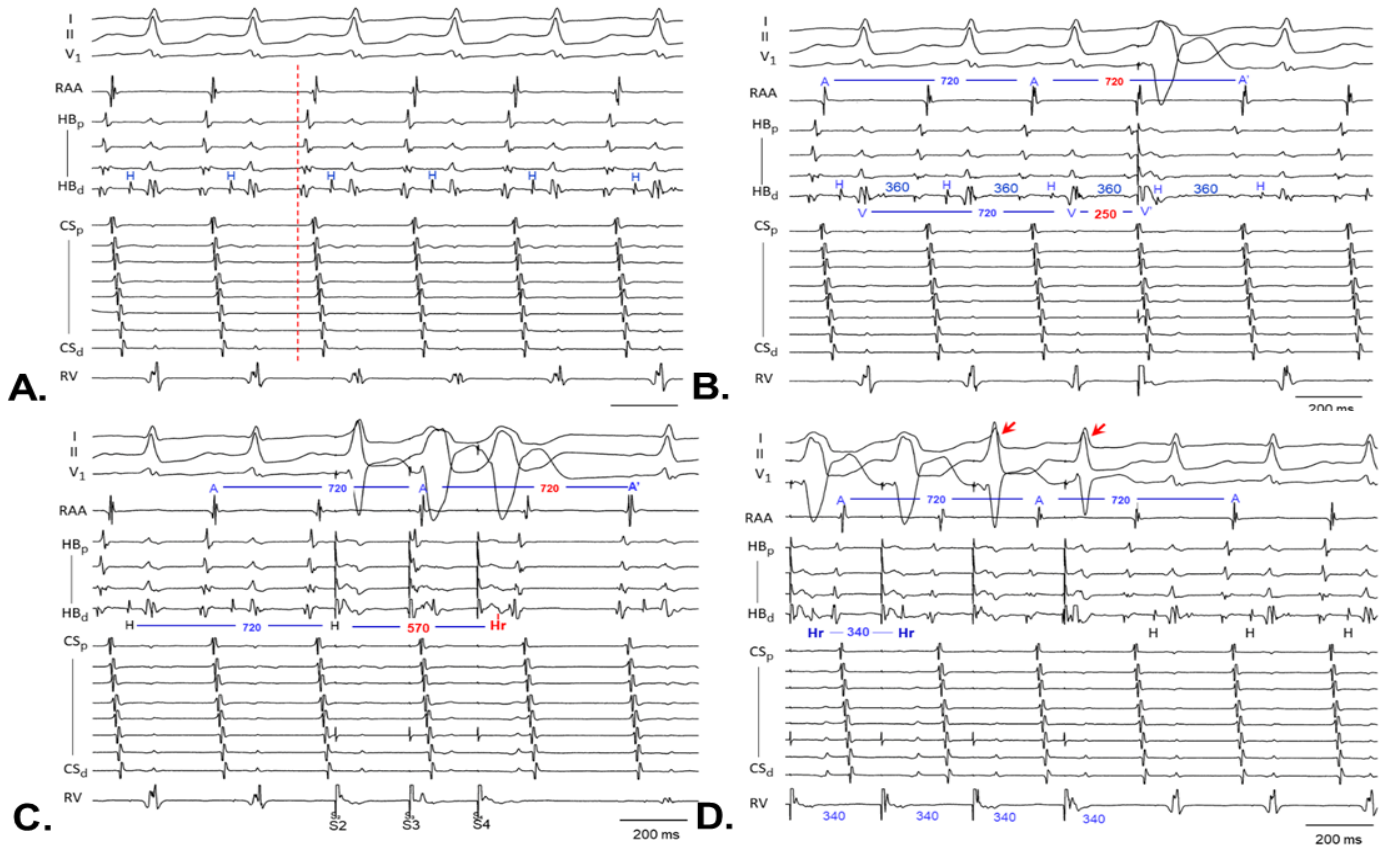 I
II
V1
RAA
HBp
HBd
H H H H H H
CSp
CSd
RV
A.
I
II
V1
A 720 A 720 A'
RAA
HBp
HBd
H 360 H 360 H 360 H 360 H
V 720 V 250 V'
CSp
CSd
RV
B.
200 ms
I
II
V1
A 720 A 720 A'
RAA
HBp
HBd
H 720 H 570 Hr
CSp
CSd
RV
S2 S3 S4
C.
200 ms
I
II
V1
A 720 A 720 A
RAA
HBp
HBd
Hr 340 Hr H H H
CSp
CSd
RV
340 340 340 340
D.
200 ms